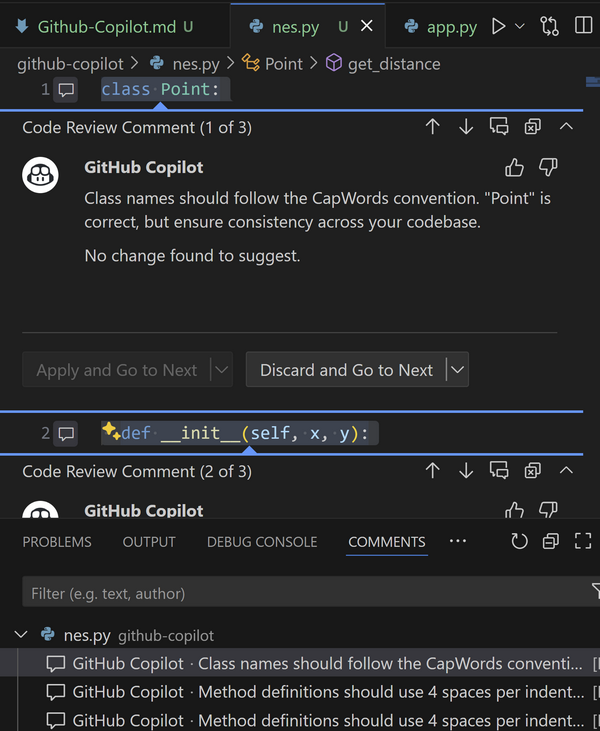 Github-Copilot.md U nes.py U app.py
github-copilot nes.py Point get_distance
1 class Point:
Code Review Comment (1 of 3)
GitHub Copilot
Class names should follow the CapWords convention. "Point" is
correct, but ensure consistency across your codebase.
No change found to suggest.
Apply and Go to Next Discard and Go to Next
2 def __init__(self, x, y):
Code Review Comment (2 of 3)
GitHub Copilot
PROBLEMS OUTPUT DEBUG CONSOLE COMMENTS
Filter (e.g. text, author)
nes.py github-copilot
GitHub Copilot · Class names should follow the CapWords conventi... [
GitHub Copilot · Method definitions should use 4 spaces per indent... [
GitHub Copilot · Method definitions should use 4 spaces per indent... [